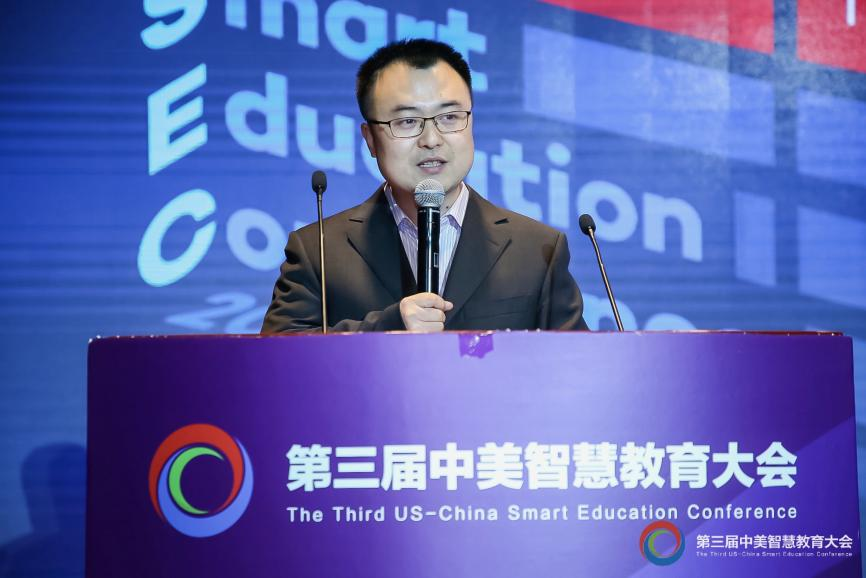 Smart
Education
第三届中美智慧教育大会
The Third US-China Smart Education Conference
第三届中美智慧教育大会
The Third US-China Smart Education Conference